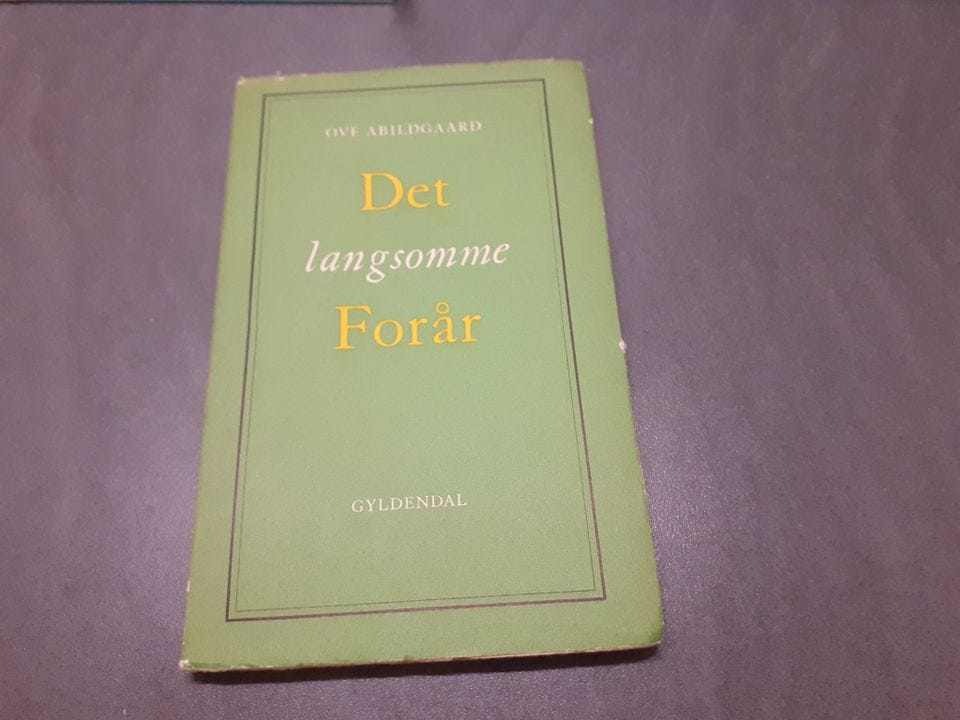 OVE ABILDGAARD
Det
langsomme
Forår
GYLDENDAL